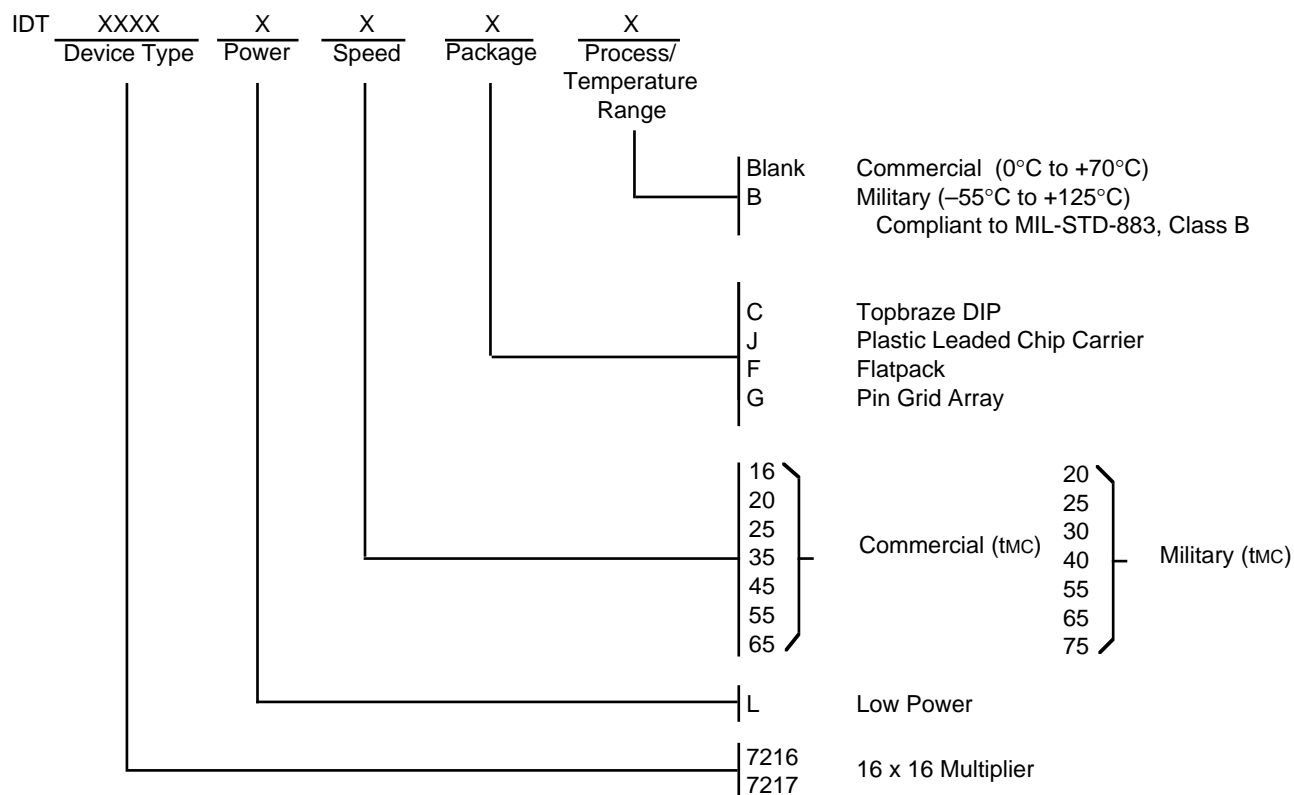 IDT XXXX X X X X
Device Type Power Speed Package Process/
Temperature
Range
Blank Commercial (0°C to +70°C)
B Military (–55°C to +125°C)
Compliant to MIL-STD-883, Class B
C Topbraze DIP
J Plastic Leaded Chip Carrier
F Flatpack
G Pin Grid Array
16 20
20 25
25 30
35 Commercial (tMC) 40 Military (tMC)
45 55
55 65
65 75
L Low Power
7216
7217 16 x 16 Multiplier